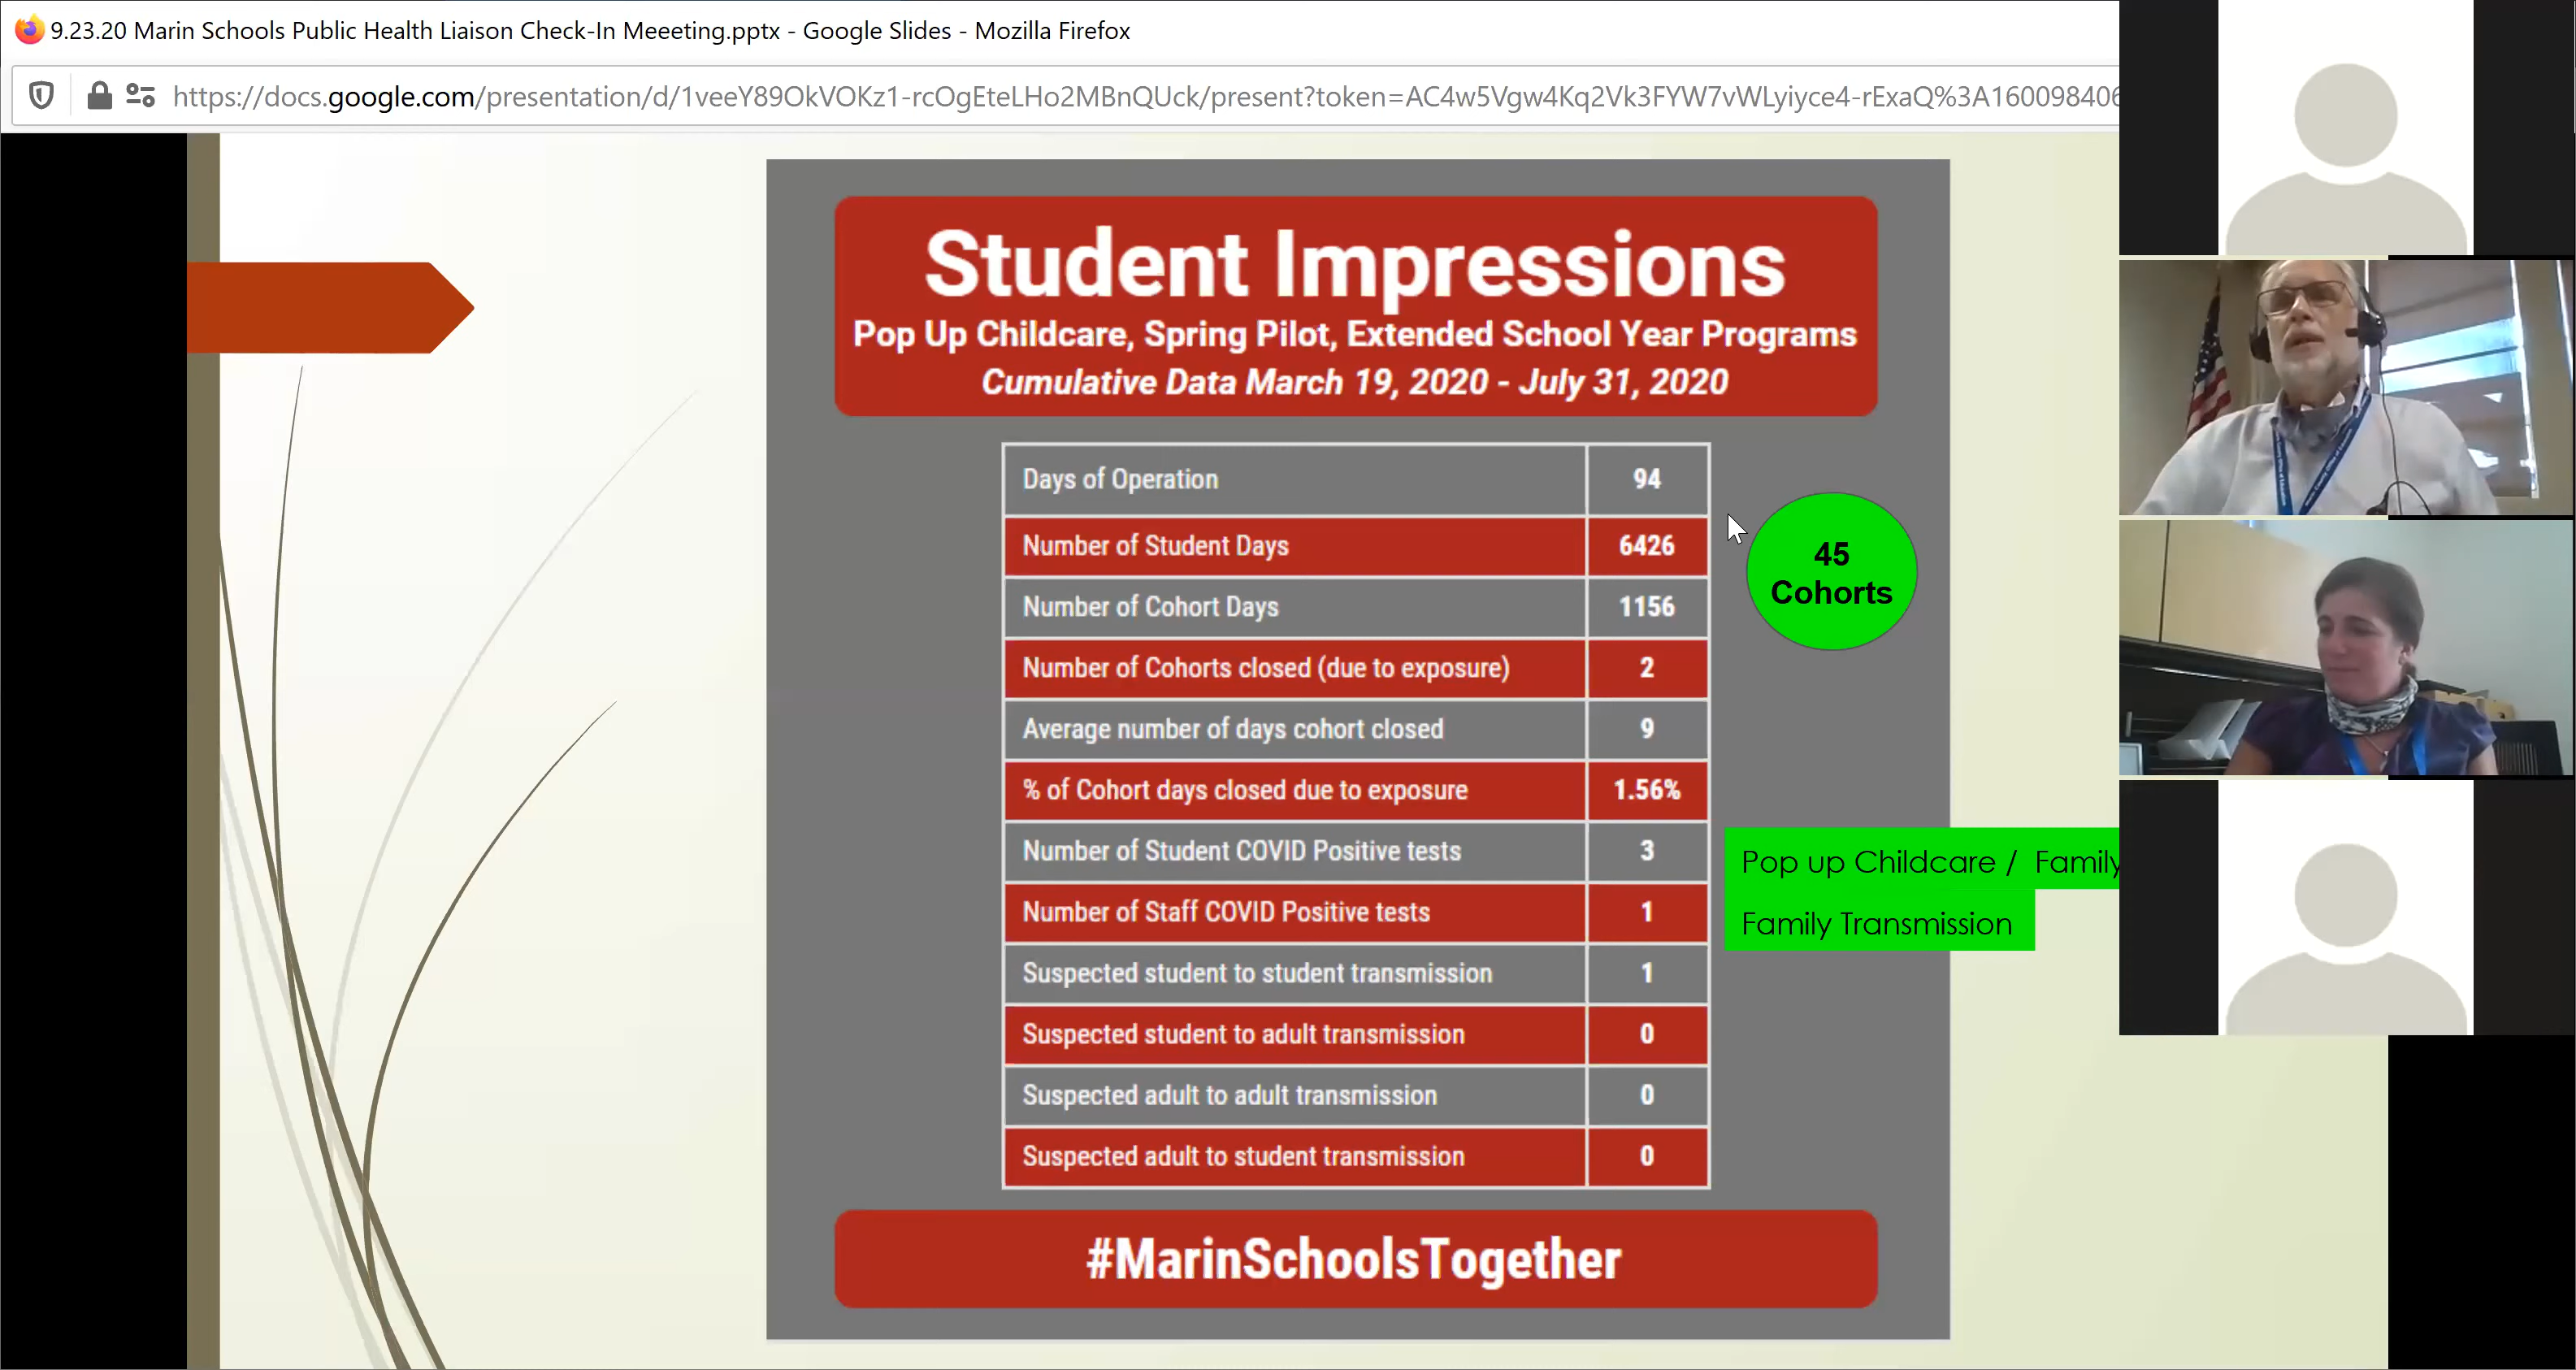 9.23.20 Marin Schools Public Health Liaison Check-In Meeeting.pptx - Google Slides - Mozilla Firefox
https://docs.google.com/presentation/d/1veeY89OkVOKz1-rcOgEteLHo2MBnQUck/present?token=AC4w5Vgw4Kq2Vk3FYW7vWLyiyce4-rExaQ%3A160098406
Student Impressions
Pop Up Childcare, Spring Pilot, Extended School Year Programs
Cumulative Data March 19, 2020 - July 31, 2020
Days of Operation 94
Number of Student Days 6426
Number of Cohort Days 1156
45
Cohorts
Number of Cohorts closed (due to exposure) 2
Average number of days cohort closed 9
% of Cohort days closed due to exposure 1.56%
Number of Student COVID Positive tests 3
Pop up Childcare / Family
Number of Staff COVID Positive tests 1
Family Transmission
Suspected student to student transmission 1
Suspected student to adult transmission 0
Suspected adult to adult transmission 0
Suspected adult to student transmission 0
#MarinSchoolsTogether